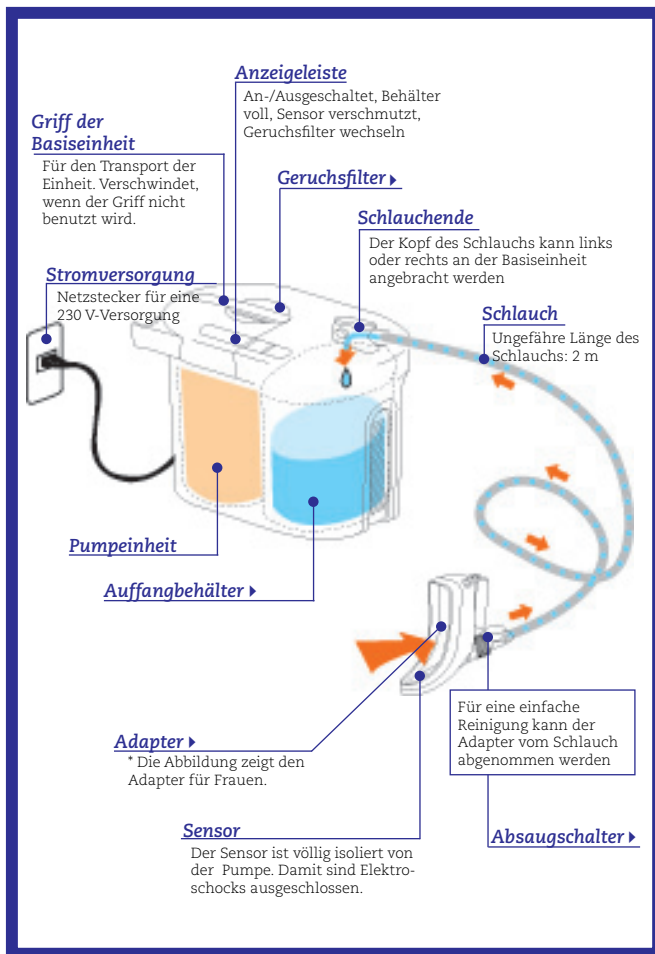 Anzeigeleiste
An-/Ausgeschaltet, Behälter
voll, Sensor verschmutzt,
Geruchsfilter wechseln
Griff der
Basiseinheit
Für den Transport der
Einheit. Verschwindet,
wenn der Griff nicht
benutzt wird.
Geruchsfilter
Schlauchende
Der Kopf des Schlauchs kann links
oder rechts an der Basiseinheit
angebracht werden
Stromversorgung
Netzstecker für eine
230 V-Versorgung
Schlauch
Ungefähre Länge des
Schlauchs: 2 m
Pumpeinheit
Auffangbehälter
Für eine einfache
Reinigung kann der
Adapter vom Schlauch
abgenommen werden
Adapter
* Die Abbildung zeigt den
Adapter für Frauen.
Sensor
Der Sensor ist völlig isoliert von
der Pumpe. Damit sind Elektro-
schocks ausgeschlossen.
Absaugschalter